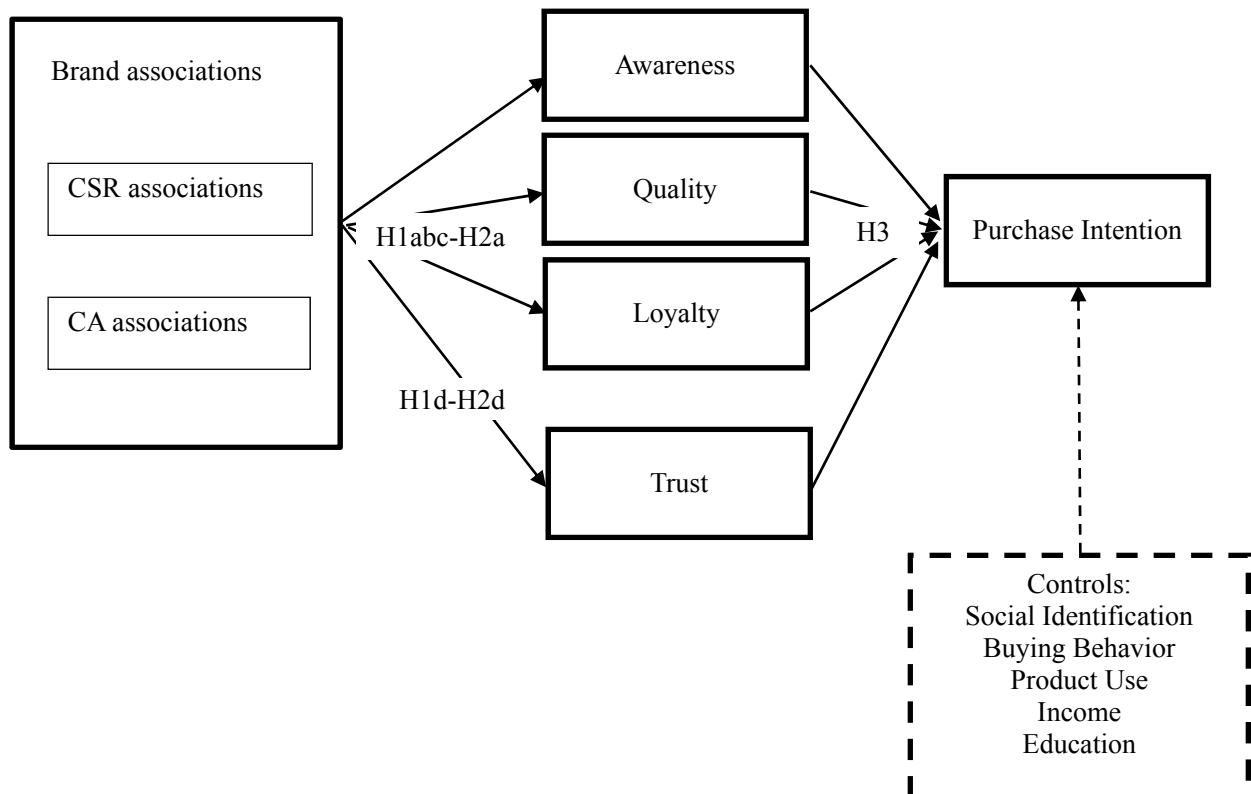 Brand associations
CSR associations
CA associations
H1abc-H2a
H1d-H2d
Awareness
Quality
Loyalty
Trust
H3
Purchase Intention
Controls:
Social Identification
Buying Behavior
Product Use
Income
Education